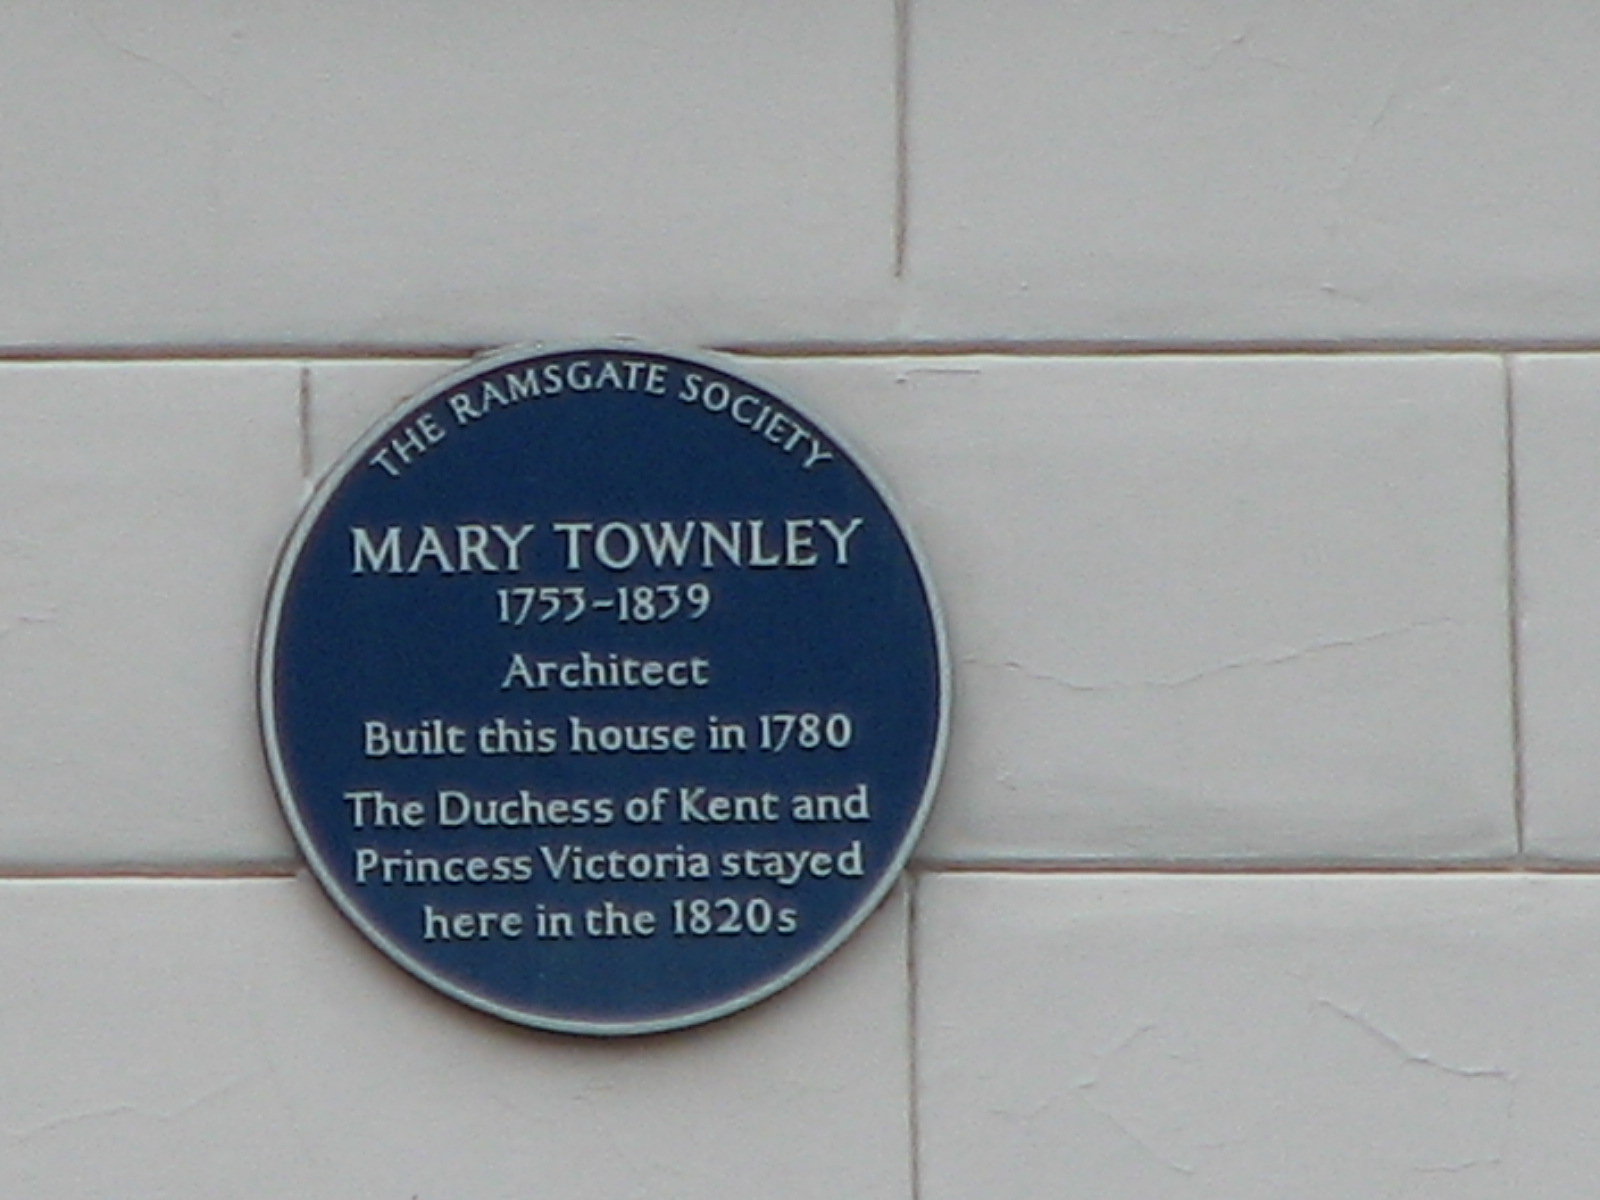 THE RAMSGATE SOCIETY
MARY TOWNLEY
1753-1839
Architect
Built this house in 1780
The Duchess of Kent and
Princess Victoria stayed
here in the 1820s